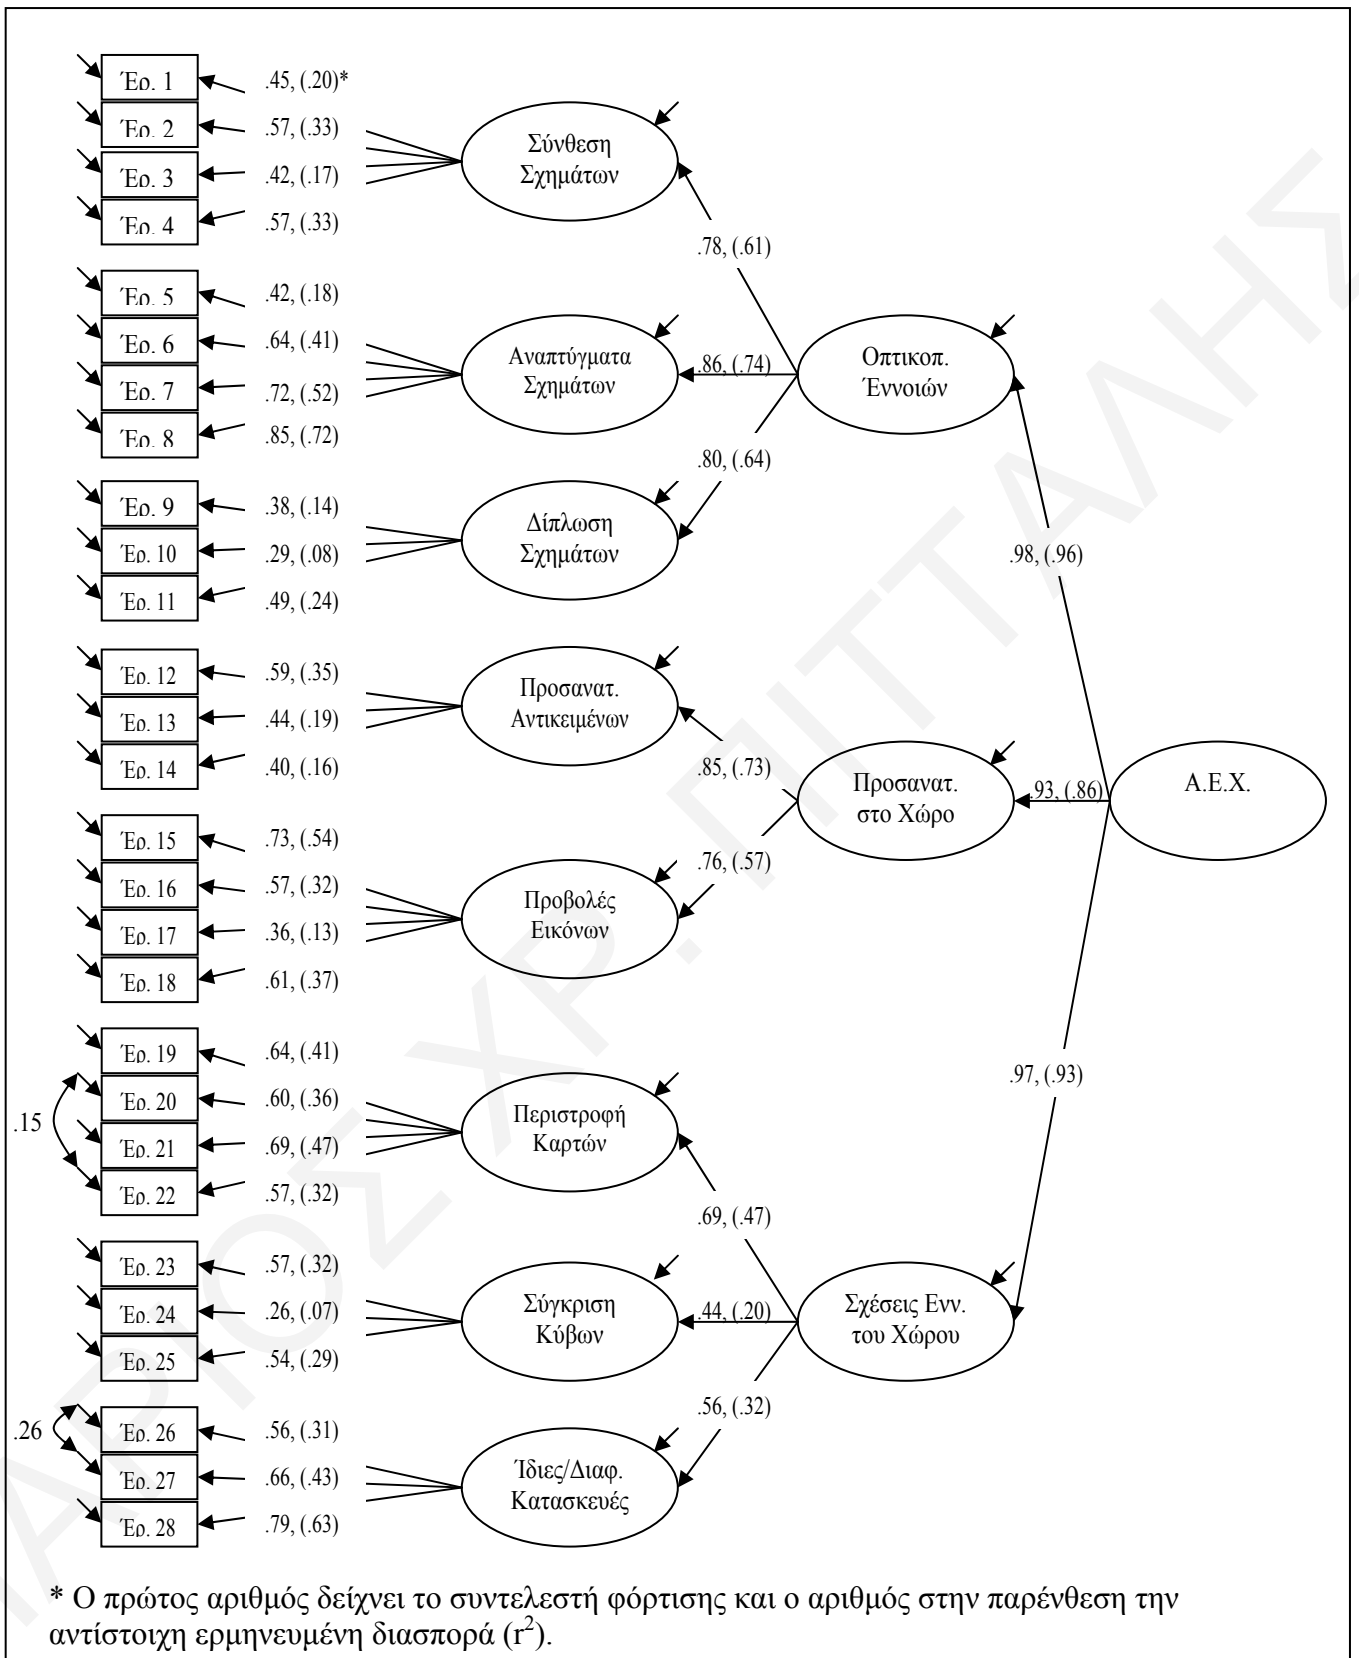 Έρ. 1 .45, (.20)*
Έρ. 2 .57, (.33)
Έρ. 3 .42, (.17)
Έρ. 4 .57, (.33)
Σύνθεση
Σχημάτων
.78, (.61)
Έρ. 5 .42, (.18)
Έρ. 6 .64, (.41)
Έρ. 7 .72, (.52)
Έρ. 8 .85, (.72)
Αναπτύγματα
Σχημάτων
.86, (.74)
Οπτικοπ.
Έννοιών
.80, (.64)
Έρ. 9 .38, (.14)
Έρ. 10 .29, (.08)
Έρ. 11 .49, (.24)
Δίπλωση
Σχημάτων
.98, (.96)
Έρ. 12 .59, (.35)
Έρ. 13 .44, (.19)
Έρ. 14 .40, (.16)
Προσανατ.
Αντικειμένων
.85, (.73)
Προσανατ.
στο Χώρο
.93, (.86)
Α.Ε.Χ.
Έρ. 15 .73, (.54)
Έρ. 16 .57, (.32)
Έρ. 17 .36, (.13)
Έρ. 18 .61, (.37)
.76, (.57)
Προβολές
Εικόνων
Έρ. 19 .64, (.41)
Έρ. 20 .60, (.36)
.15
Έρ. 21 .69, (.47)
Έρ. 22 .57, (.32)
Περιστροφή
Καρτών
.97, (.93)
.69, (.47)
Έρ. 23 .57, (.32)
Έρ. 24 .26, (.07)
Έρ. 25 .54, (.29)
Σύγκριση
Κύβων
.44, (.20)
Σχέσεις Ενν.
του Χώρου
.56, (.32)
.26
Έρ. 26 .56, (.31)
Έρ. 27 .66, (.43)
Έρ. 28 .79, (.63)
Ίδιες/Διαφ.
Κατασκευές
* Ο πρώτος αριθμός δείχνει το συντελεστή φόρτισης και ο αριθμός στην παρένθεση την
αντίστοιχη ερμηνευμένη διασπορά (r²).
ΜΑΡΙΟΣ ΧΡ. ΠΙΤΤΑΛΗΣ